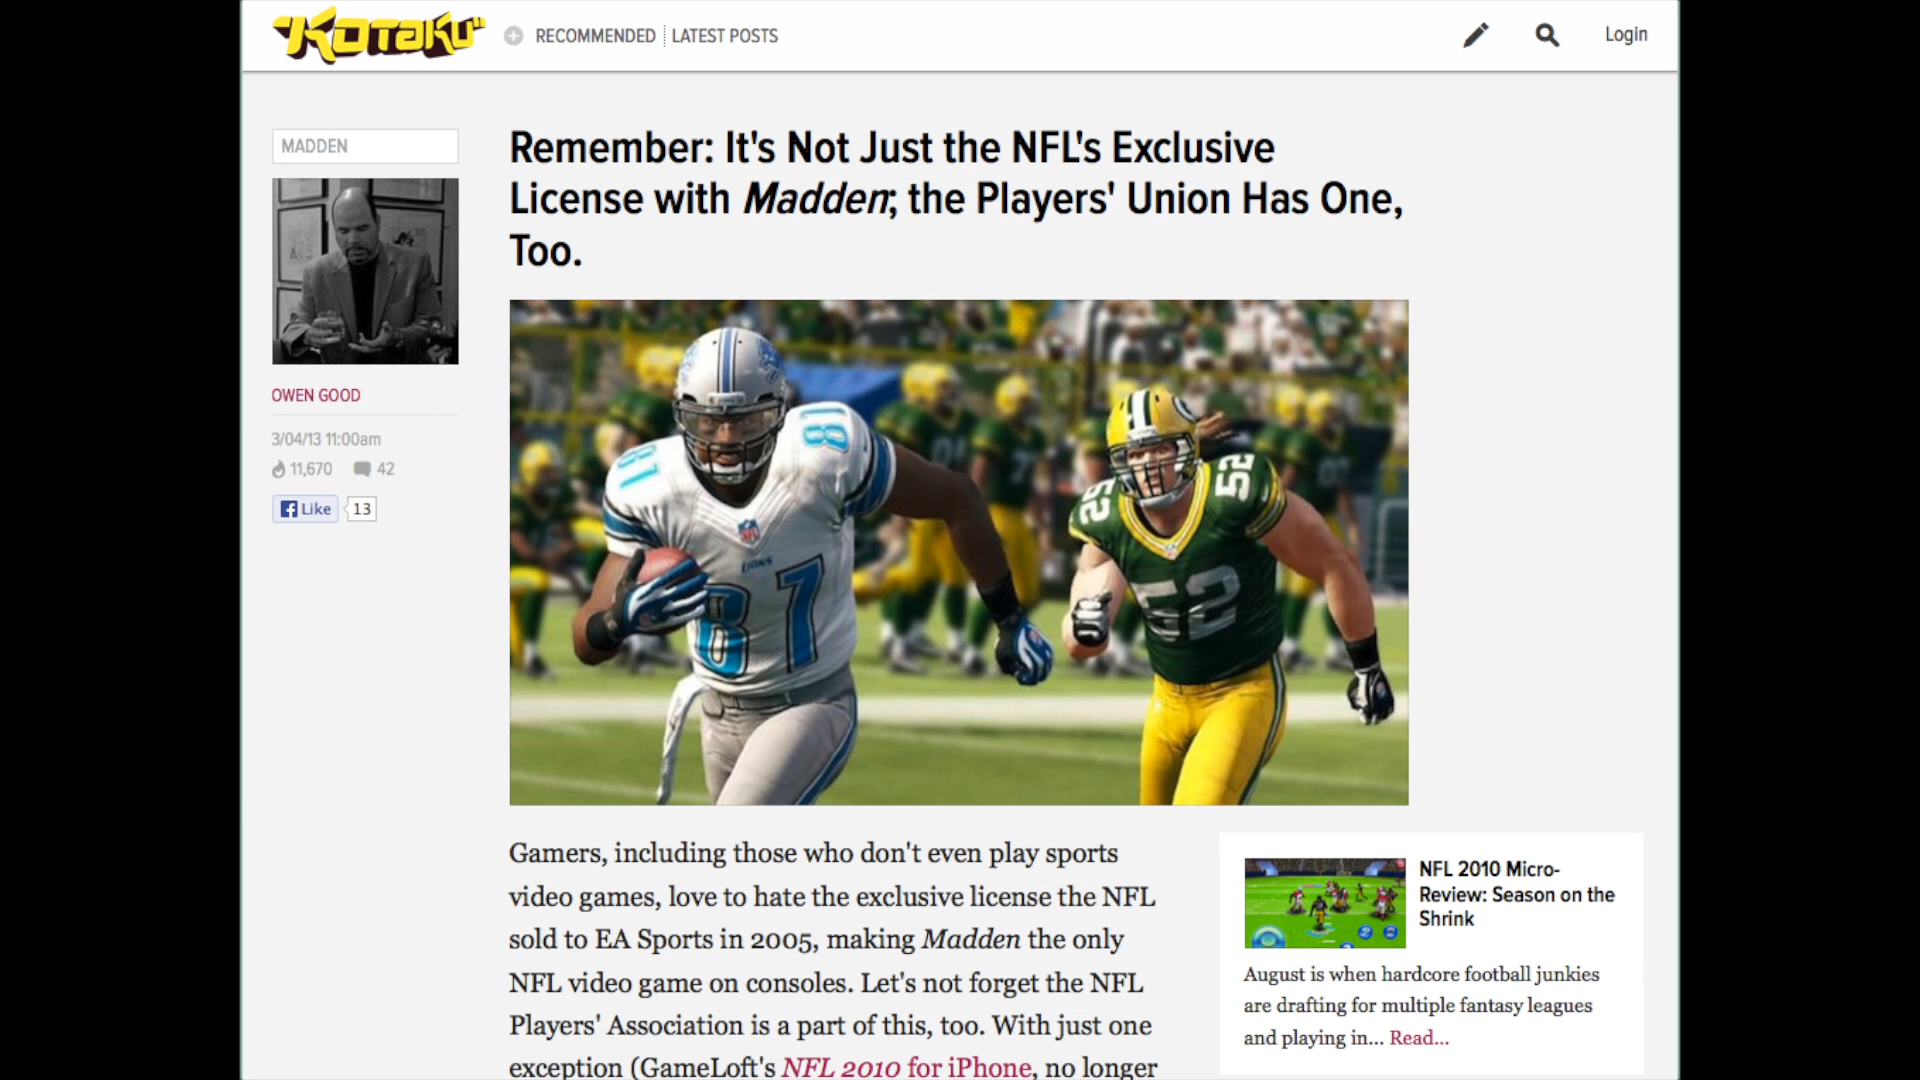 KOTAKU
RECOMMENDED LATEST POSTS
Login
MADDEN
Remember: It's Not Just the NFL's Exclusive
License with Madden; the Players' Union Has One,
Too.
OWEN GOOD
3/04/13 11:00am
11,670 42
Like 13
81
81
NFL
LIONS
81
52
52
52
Gamers, including those who don't even play sports
video games, love to hate the exclusive license the NFL
sold to EA Sports in 2005, making Madden the only
NFL video game on consoles. Let's not forget the NFL
Players' Association is a part of this, too. With just one
exception (GameLoft's NFL 2010 for iPhone, no longer
NFL 2010 Micro-
Review: Season on the
Shrink
August is when hardcore football junkies
are drafting for multiple fantasy leagues
and playing in... Read...